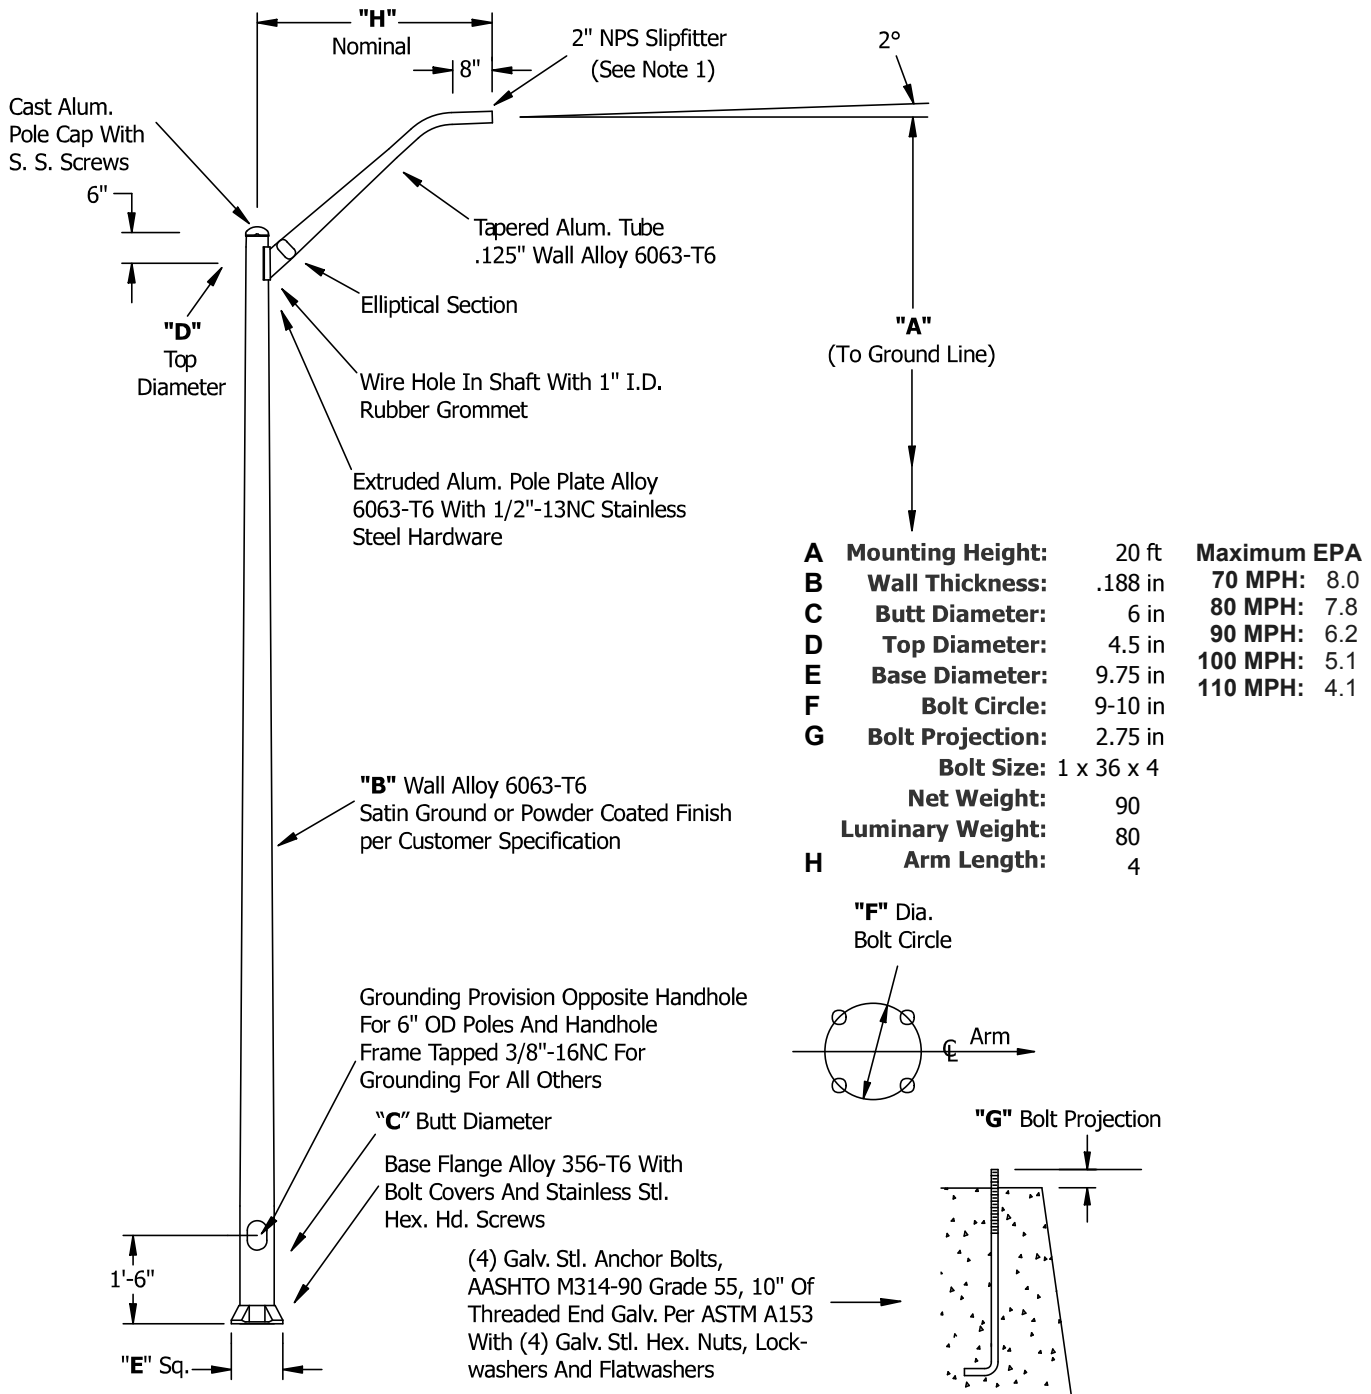 "H"
Nominal
8"
2" NPS Slipfitter
(See Note 1)
2°
Cast Alum.
Pole Cap With
S. S. Screws
6"
Tapered Alum. Tube
.125" Wall Alloy 6063-T6
Elliptical Section
"D"
Top
Diameter
"A"
(To Ground Line)
Wire Hole In Shaft With 1" I.D.
Rubber Grommet
Extruded Alum. Pole Plate Alloy
6063-T6 With 1/2"-13NC Stainless
Steel Hardware
A Mounting Height: 20 ft
B Wall Thickness: .188 in
C Butt Diameter: 6 in
D Top Diameter: 4.5 in
E Base Diameter: 9.75 in
F Bolt Circle: 9-10 in
G Bolt Projection: 2.75 in
Bolt Size: 1 x 36 x 4
Net Weight: 90
Luminary Weight: 80
H Arm Length: 4
Maximum EPA
70 MPH: 8.0
80 MPH: 7.8
90 MPH: 6.2
100 MPH: 5.1
110 MPH: 4.1
"B" Wall Alloy 6063-T6
Satin Ground or Powder Coated Finish
per Customer Specification
"F" Dia.
Bolt Circle
℄ Arm
Grounding Provision Opposite Handhole
For 6" OD Poles And Handhole
Frame Tapped 3/8"-16NC For
Grounding For All Others
“C” Butt Diameter
Base Flange Alloy 356-T6 With
Bolt Covers And Stainless Stl.
Hex. Hd. Screws
"G" Bolt Projection
1'-6"
(4) Galv. Stl. Anchor Bolts,
AASHTO M314-90 Grade 55, 10" Of
Threaded End Galv. Per ASTM A153
With (4) Galv. Stl. Hex. Nuts, Lock-
washers And Flatwashers
"E" Sq.